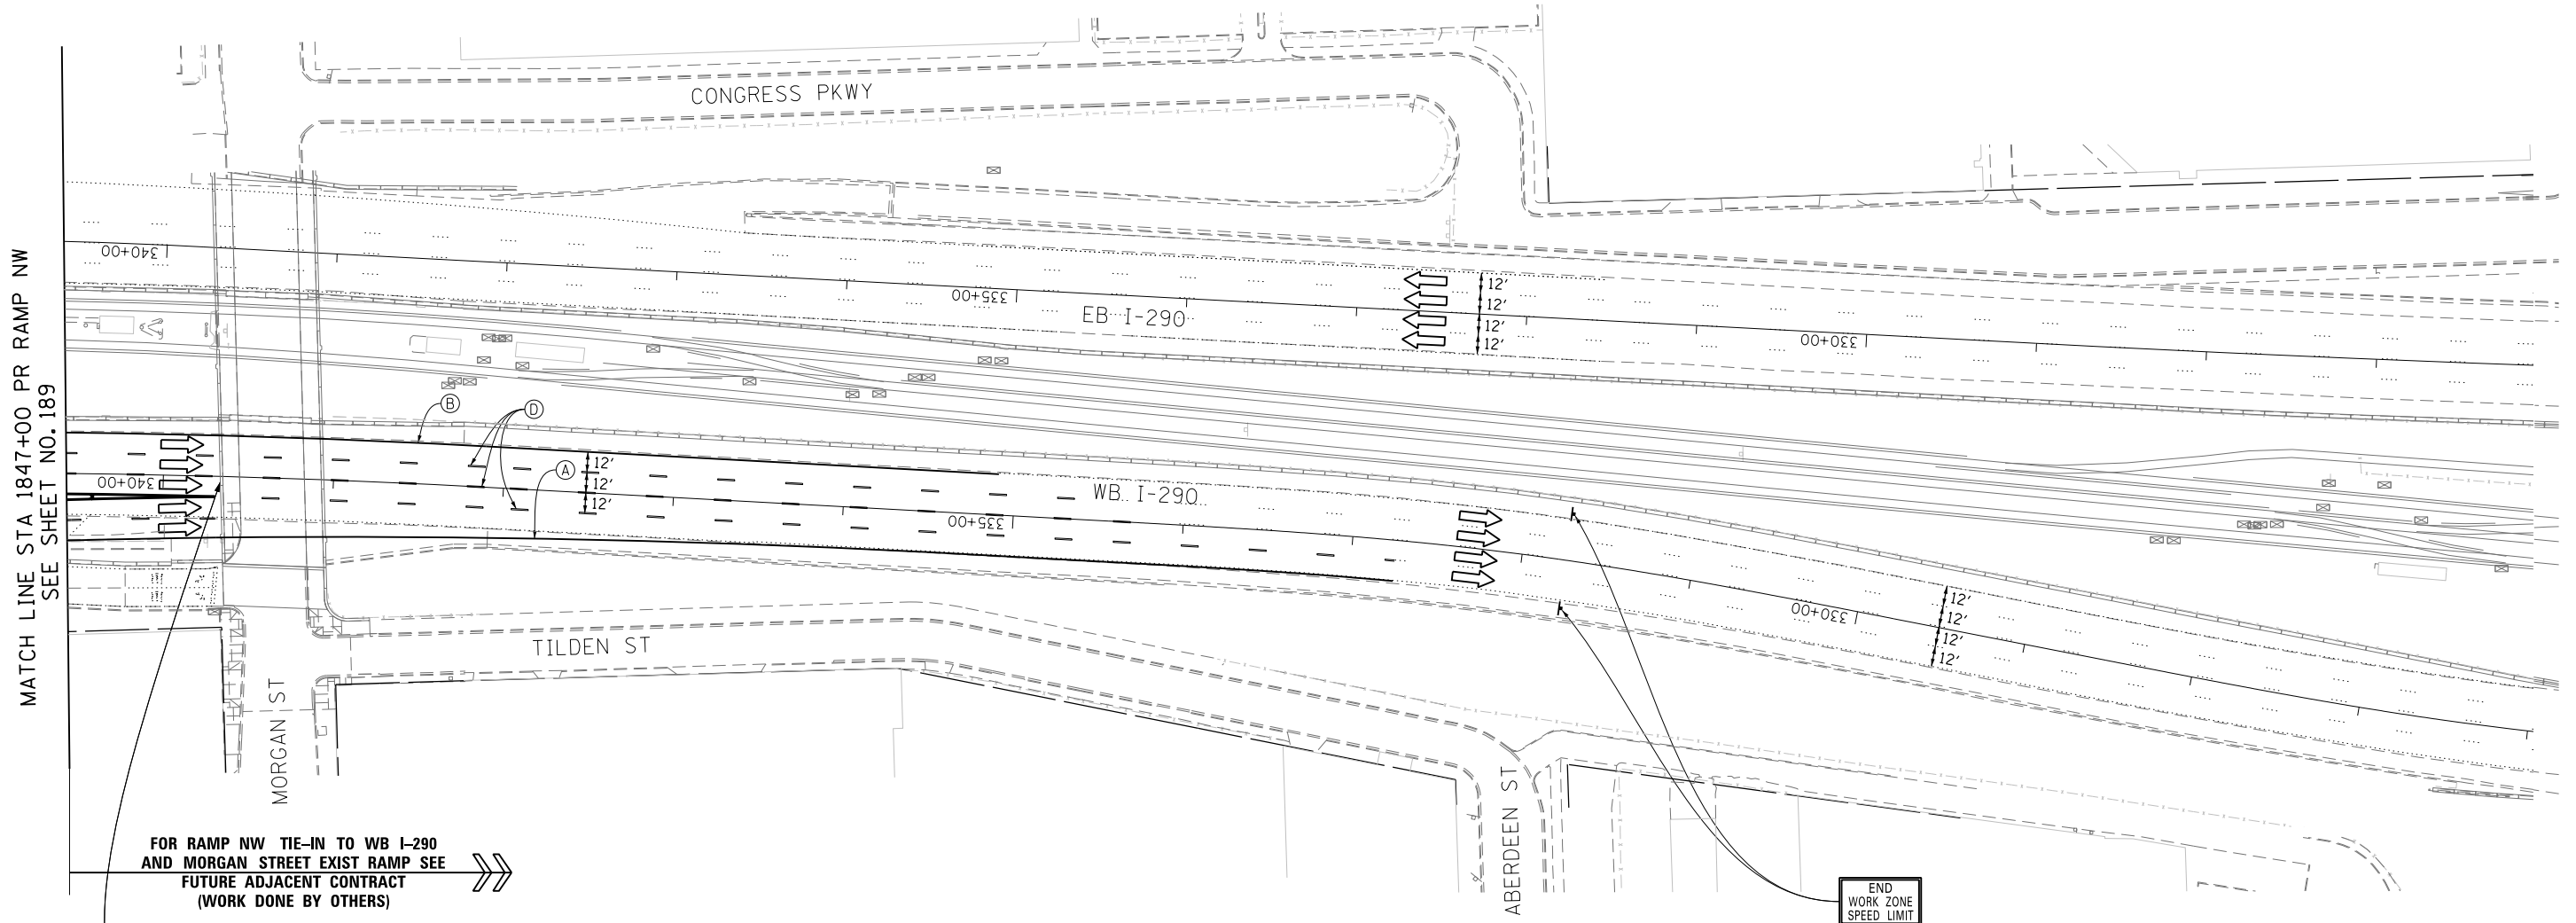 CONGRESS PKWY
MATCH LINE STA 1847+00 PR RAMP NW
SEE SHEET NO. 189
340+00
335+00
EB I-290
12'
12'
12'
12'
330+00
B
D
A
12'
12'
12'
340+00
WB I-290
335+00
330+00
12'
12'
12'
12'
TILDEN ST
MORGAN ST
ABERDEEN ST
FOR RAMP NW TIE-IN TO WB I-290
AND MORGAN STREET EXIST RAMP SEE
FUTURE ADJACENT CONTRACT
(WORK DONE BY OTHERS)
END
WORK ZONE
SPEED LIMIT